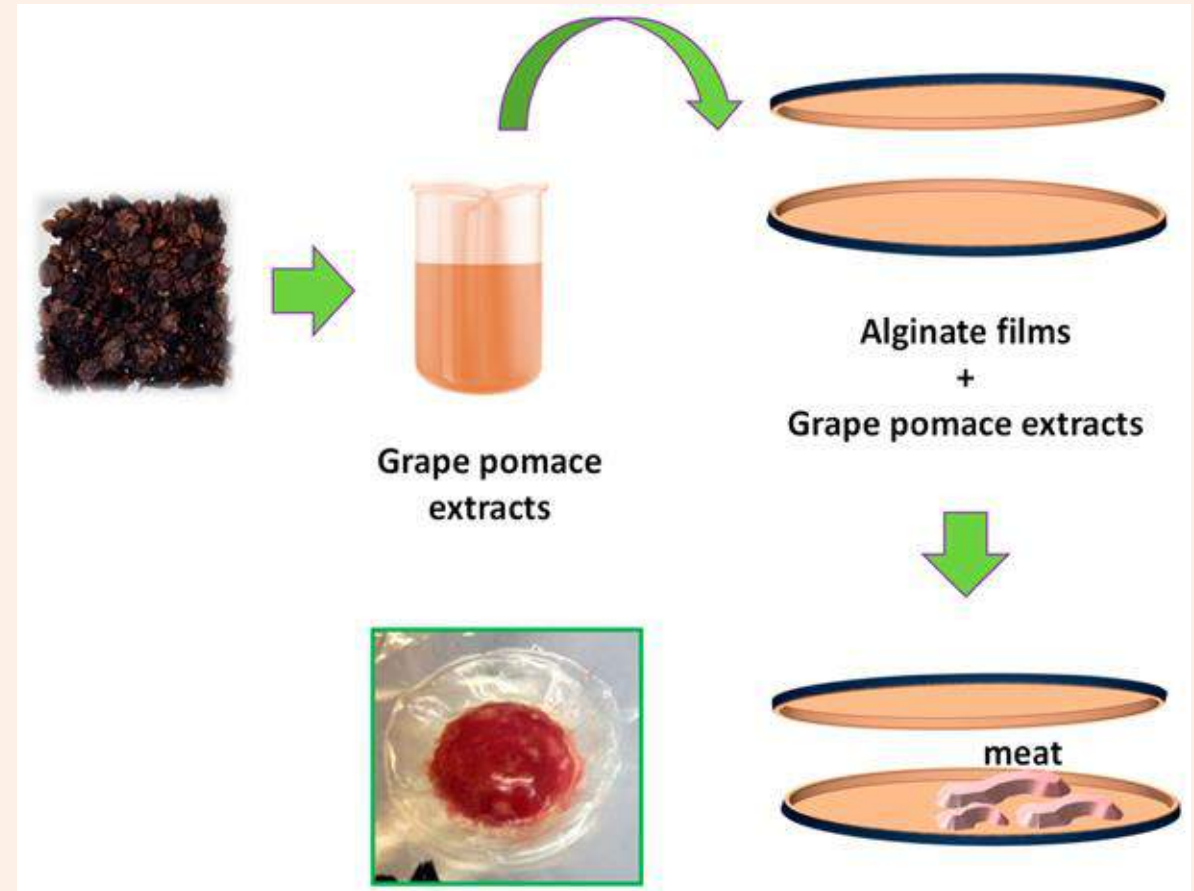 Grape pomace
extracts
Alginate films
+
Grape pomace extracts
meat